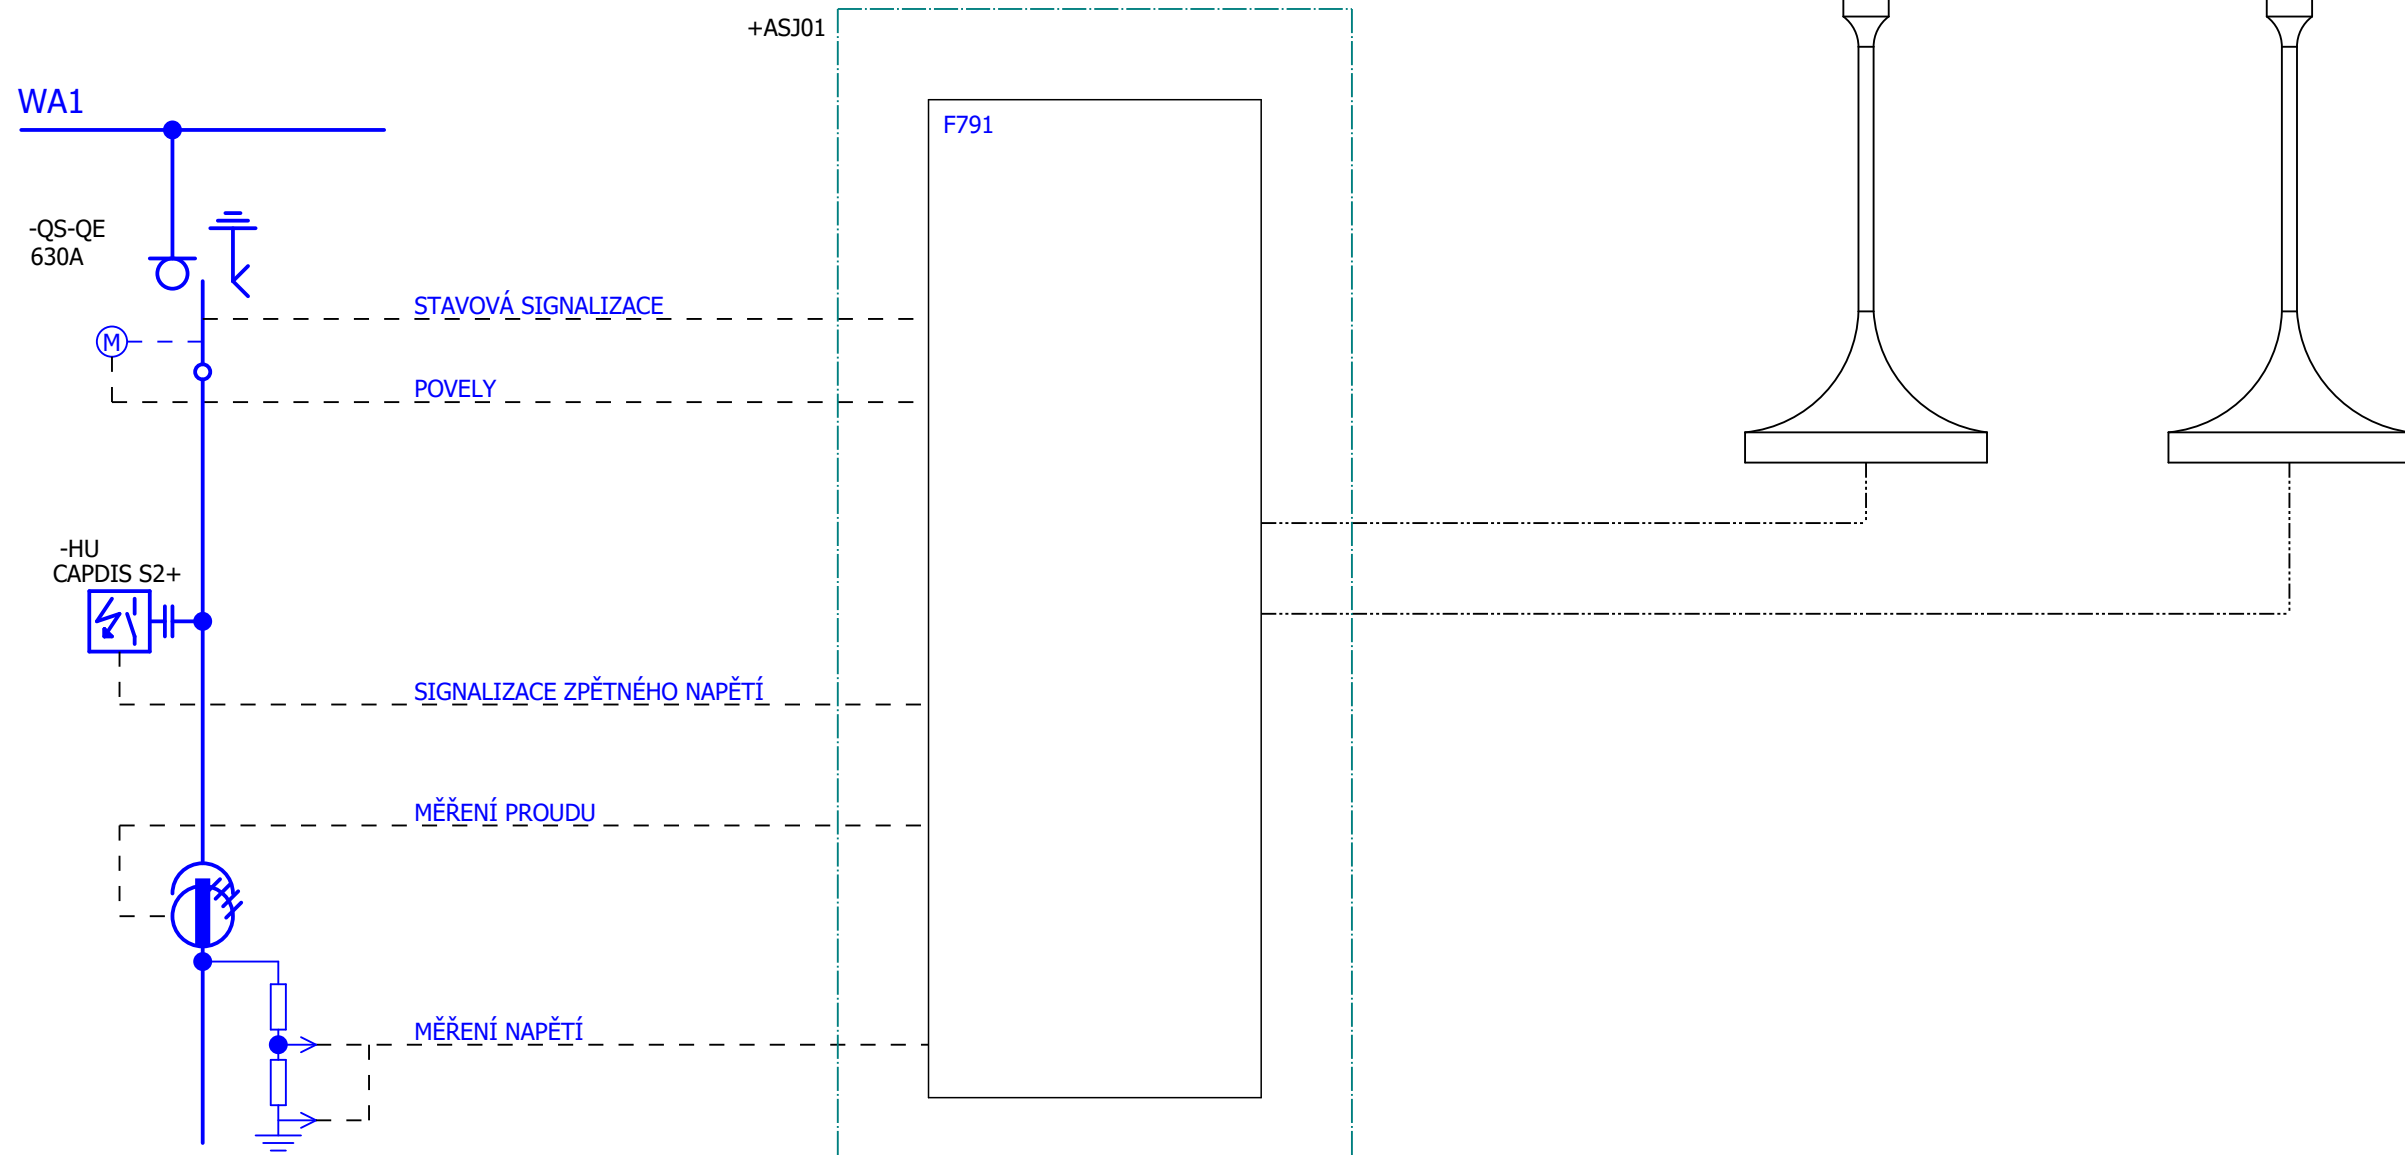 +ASJ01
WA1
F791
-QS-QE
630A
STAVOVÁ SIGNALIZACE
M
POVELY
-HU
CAPDIS S2+
SIGNALIZACE ZPĚTNÉHO NAPĚTÍ
MĚŘENÍ PROUDU
MĚŘENÍ NAPĚTÍ